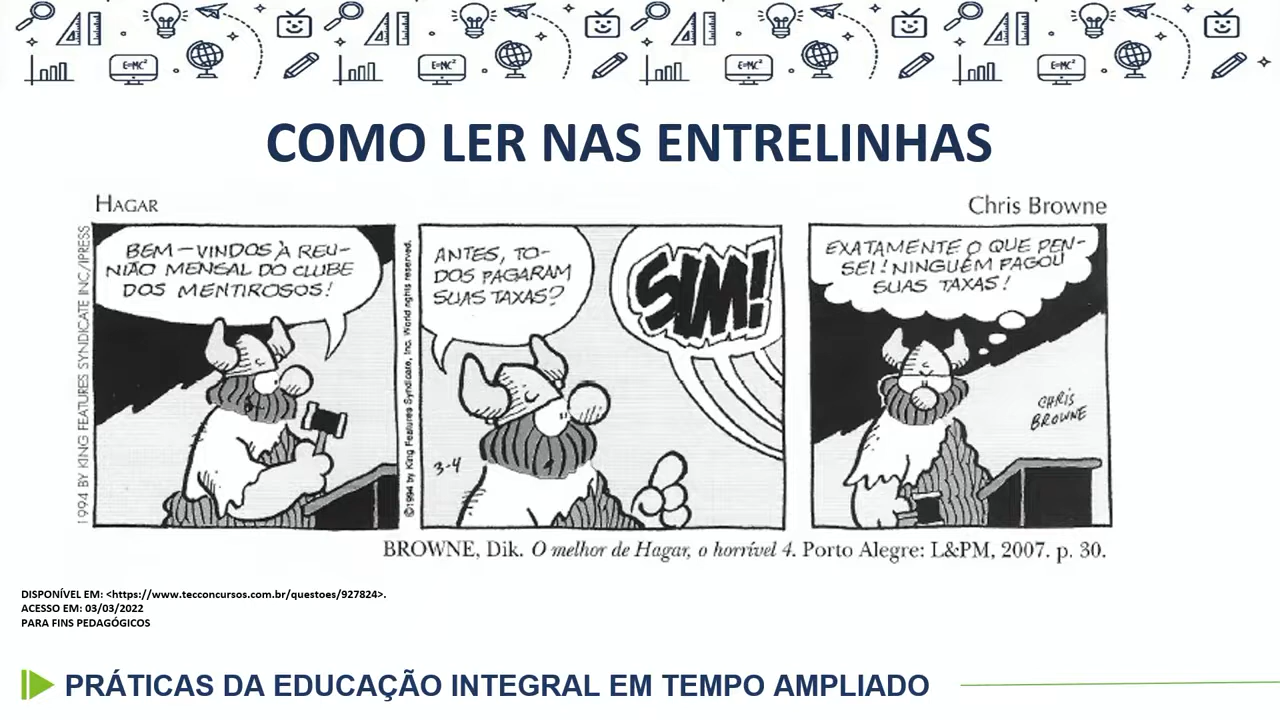 E=MC²
E=MC²
E=MC²
E=MC²
COMO LER NAS ENTRELINHAS
HAGAR
Chris Browne
1994 BY KING FEATURES SYNDICATE INC/IPRESS
BEM-VINDOS À REU-
NIÃO MENSAL DO CLUBE
DOS MENTIROSOS!
©1994 by King Features Syndicate, Inc. World rights reserved.
ANTES, TO-
DOS PAGARAM
SUAS TAXAS?
SIM!
3-4
EXATAMENTE O QUE PEN-
SEI! NINGUÉM PAGOU
SUAS TAXAS!
CHRIS
BROWNE
BROWNE, Dik. O melhor de Hagar, o horrível 4. Porto Alegre: L&PM, 2007. p. 30.
DISPONÍVEL EM: <https://www.tecconcursos.com.br/questoes/927824>.
ACESSO EM: 03/03/2022
PARA FINS PEDAGÓGICOS
PRÁTICAS DA EDUCAÇÃO INTEGRAL EM TEMPO AMPLIADO